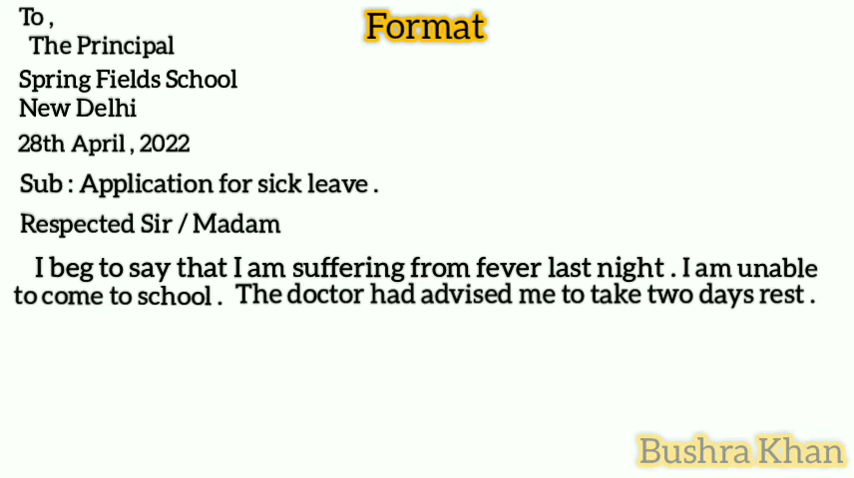 Format
To ,
The Principal
Spring Fields School
New Delhi
28th April , 2022
Sub : Application for sick leave .
Respected Sir / Madam
I beg to say that I am suffering from fever last night . I am unable
to come to school . The doctor had advised me to take two days rest .
Bushra Khan